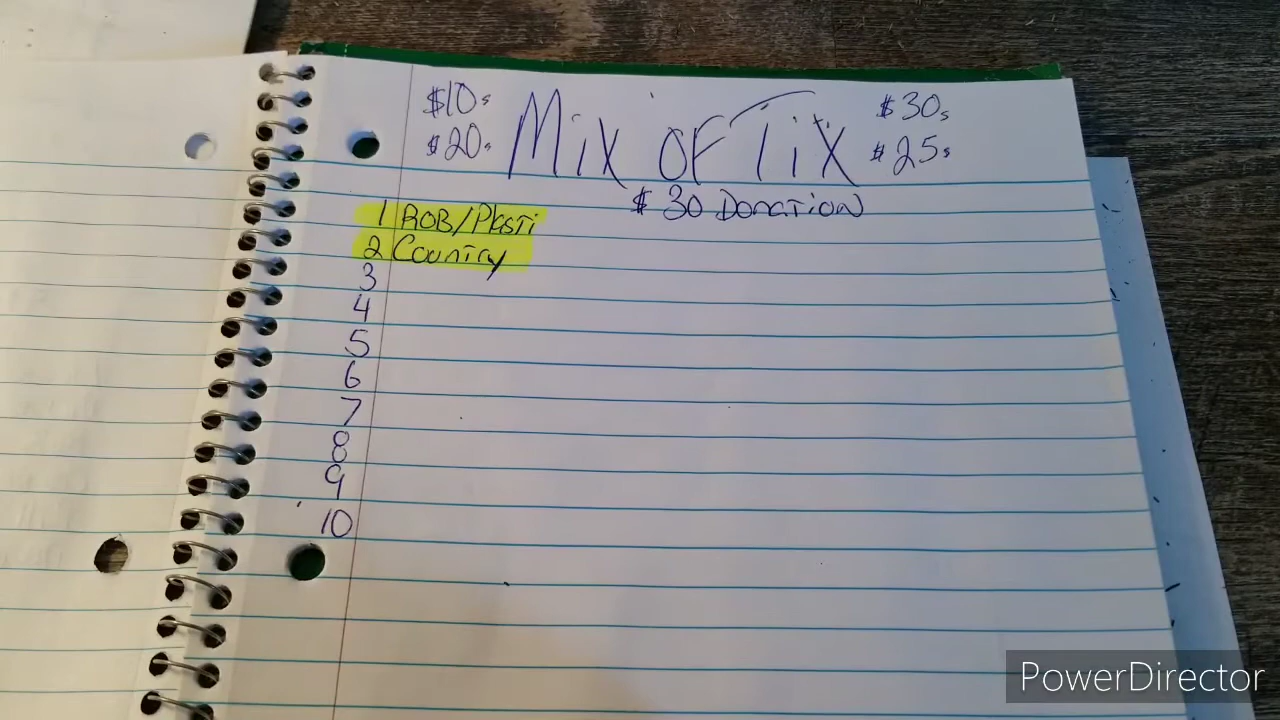 $10s Mix OF Tix $30s
$20s $25s
$30 Donation
1 ROB/Pksti
2 Country
3
4
5
6
7
8
9
10
PowerDirector